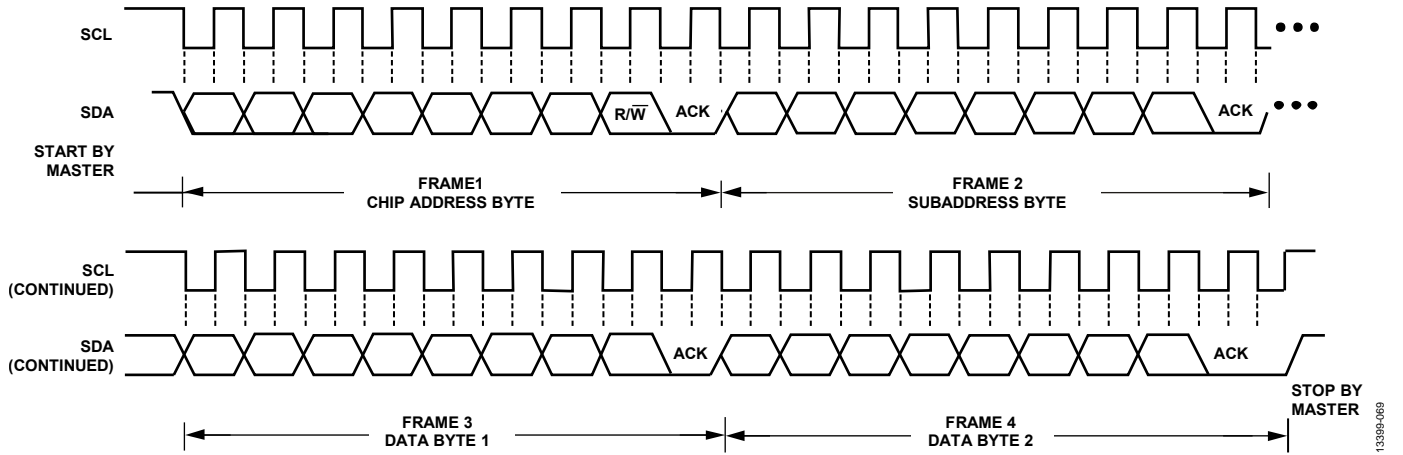 SCL
SDA
R/W̅
ACK
ACK
START BY
MASTER
FRAME1
CHIP ADDRESS BYTE
FRAME 2
SUBADDRESS BYTE
SCL
(CONTINUED)
SDA
(CONTINUED)
ACK
ACK
STOP BY
MASTER
FRAME 3
DATA BYTE 1
FRAME 4
DATA BYTE 2
13399-069